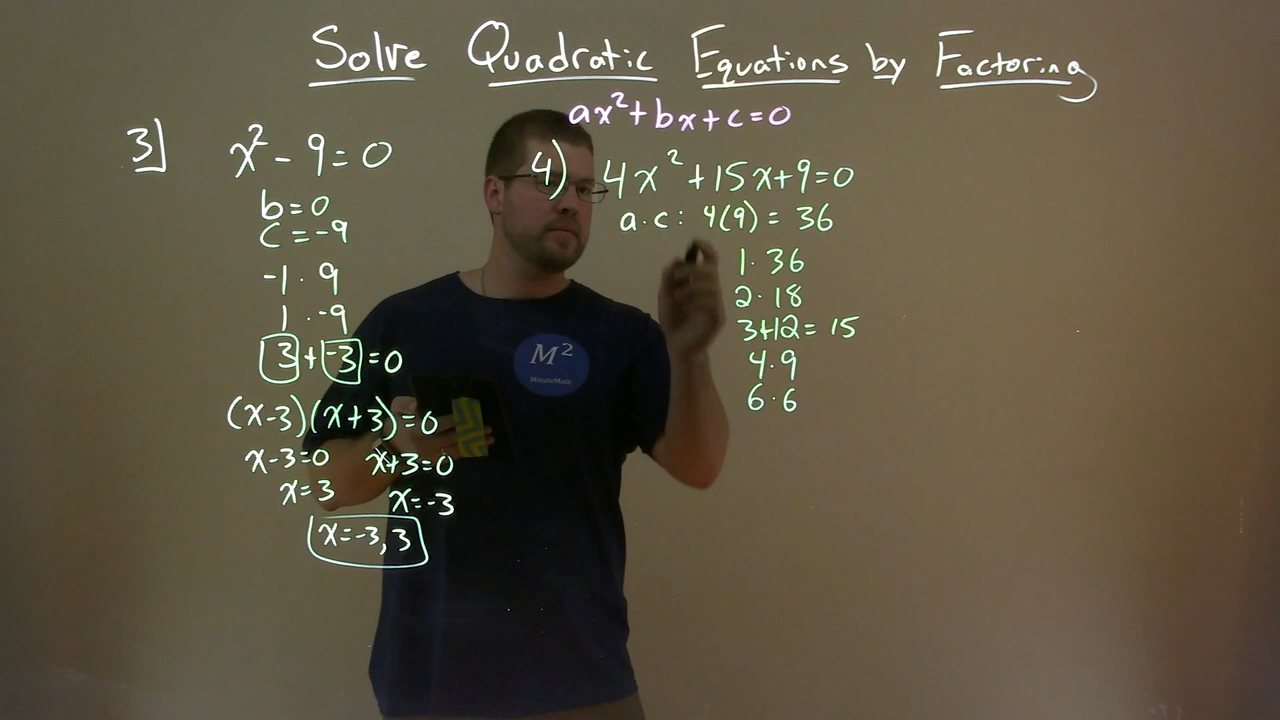 Solve Quadratic Equations by Factoring
ax²+bx+c=0
3] x²-9=0
b=0
c=-9
-1·9
1·-9
3+-3=0
(x-3)(x+3)=0
x-3=0 x+3=0
x=3 x=-3
x=-3,3
4) 4x²+15x+9=0
a·c: 4(9)=36
1·36
2·18
3+12=15
4·9
6·6
M²
MinuteMath